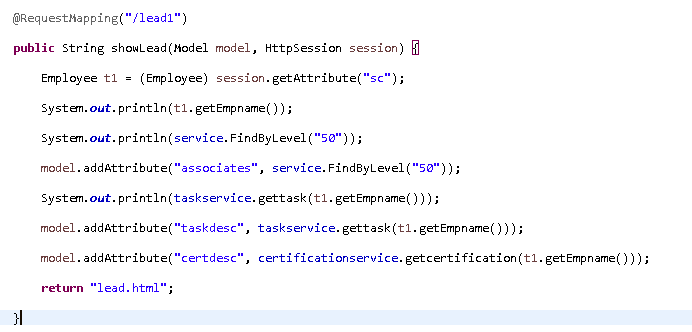 @RequestMapping("/lead1")
public String showLead(Model model, HttpSession session) {
Employee t1 = (Employee) session.getAttribute("sc");
System.out.println(t1.getEmpname());
System.out.println(service.FindByLevel("50"));
model.addAttribute("associates", service.FindByLevel("50"));
System.out.println(taskservice.gettask(t1.getEmpname()));
model.addAttribute("taskdesc", taskservice.gettask(t1.getEmpname()));
model.addAttribute("certdesc", certificationservice.getcertification(t1.getEmpname()));
return "lead.html";
}